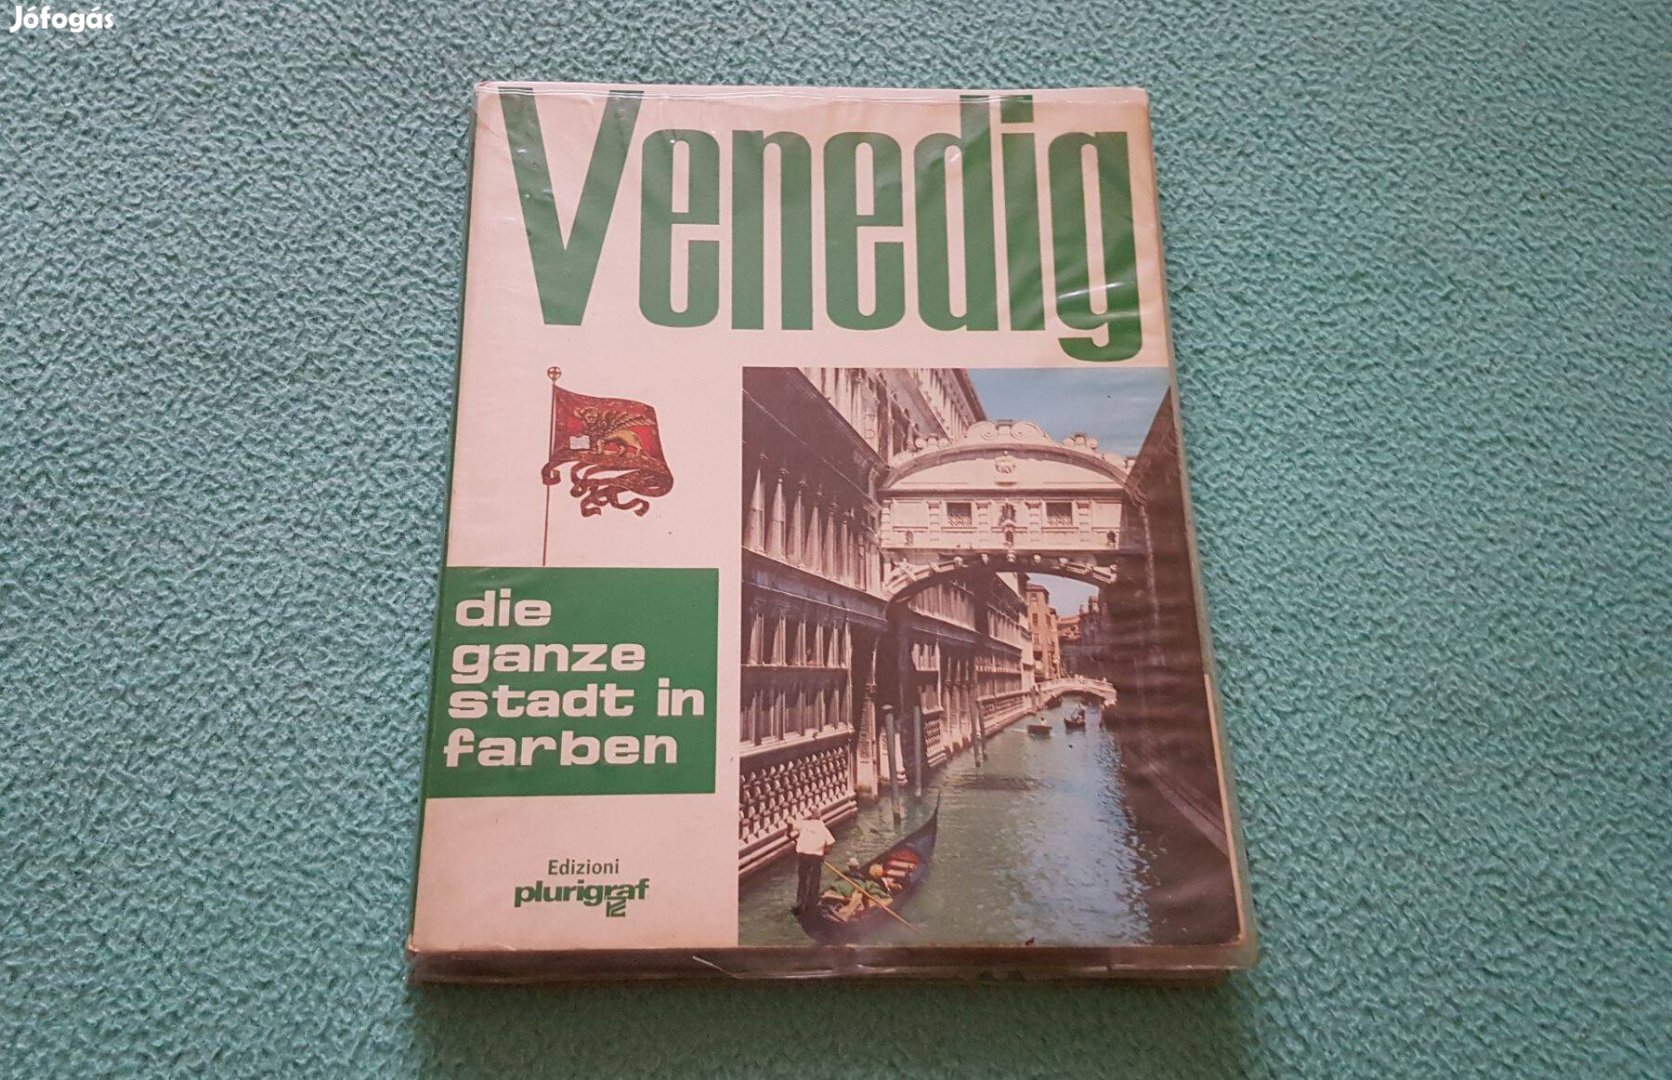 Jófogás
Venedig
die
ganze
stadt in
farben
Edizioni
plurigraf